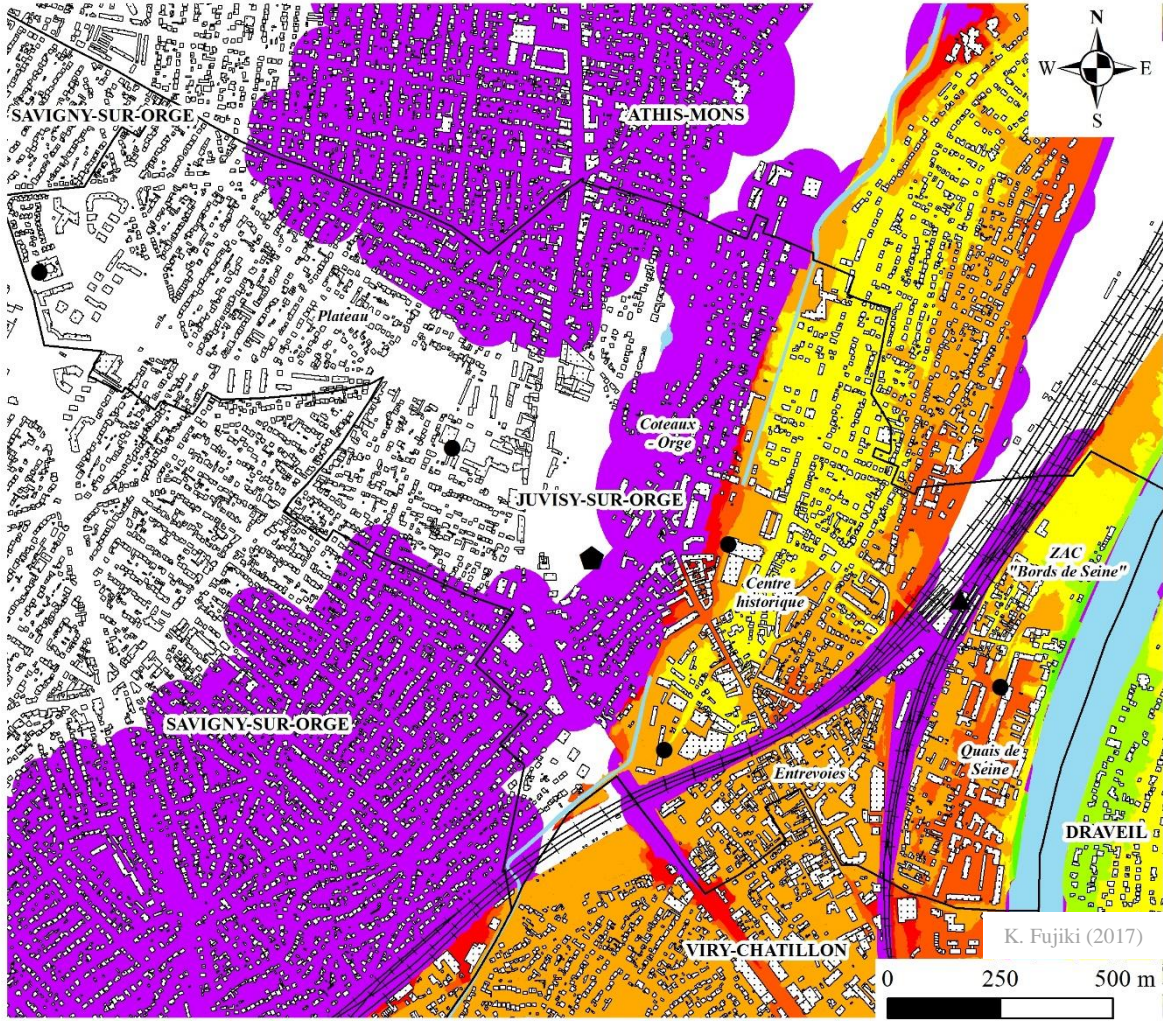 N
W E
S
SAVIGNY-SUR-ORGE
ATHIS-MONS
Plateau
Coteaux
-Orge
JUVISY-SUR-ORGE
ZAC
"Bords de Seine"
Centre
historique
SAVIGNY-SUR-ORGE
Quais de
Seine
Entrevoies
DRAVEIL
VIRY-CHATILLON
K. Fujiki (2017)
0 250 500 m